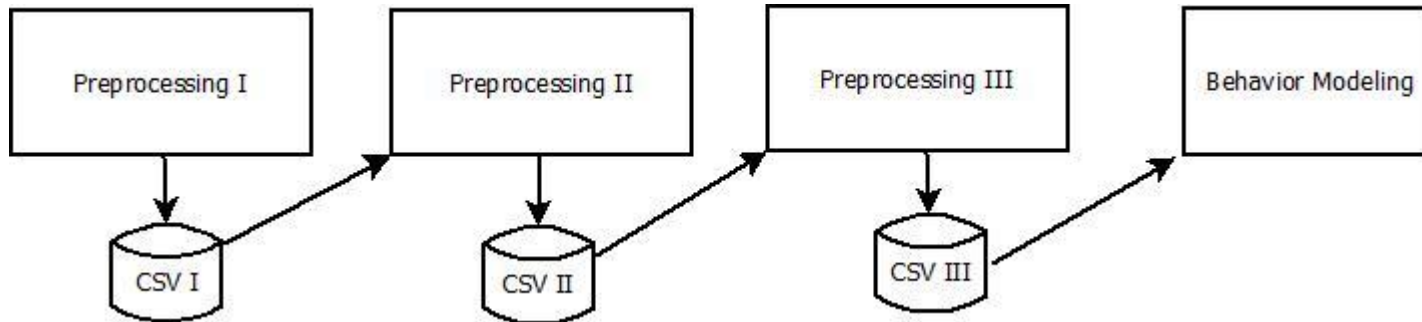 Preprocessing I
Preprocessing II
Preprocessing III
Behavior Modeling
CSV I
CSV II
CSV III